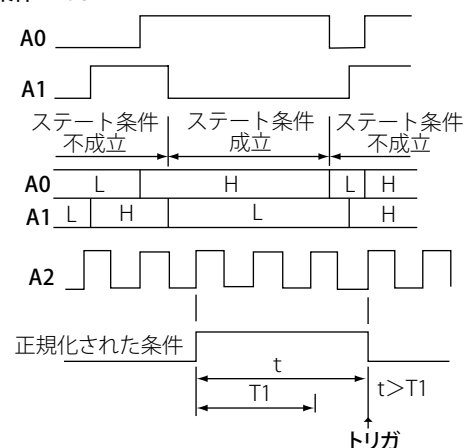 A0
A1
ステート条件 ステート条件 ステート条件
不成立 成立 不成立
A0 L H L H
A1 L H L H
A2
正規化された条件
t
T1 t＞T1
トリガ